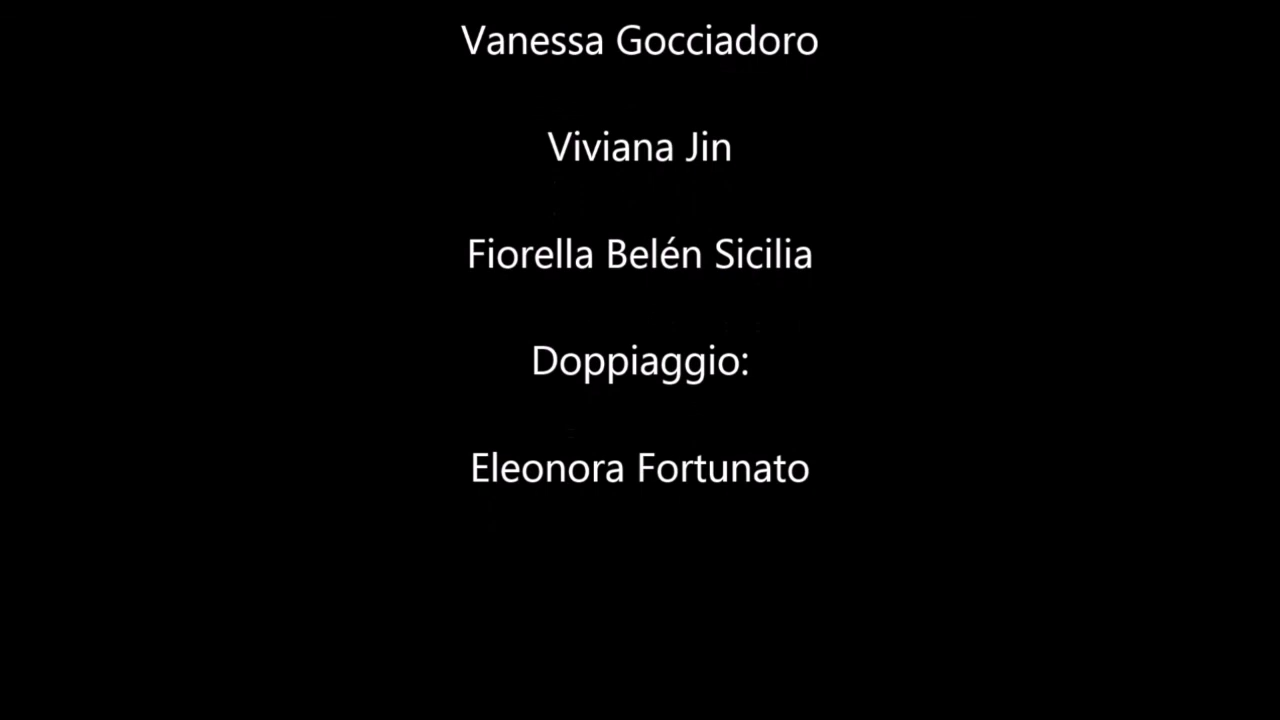 Vanessa Gocciadoro
Viviana Jin
Fiorella Belén Sicilia
Doppiaggio:
Eleonora Fortunato